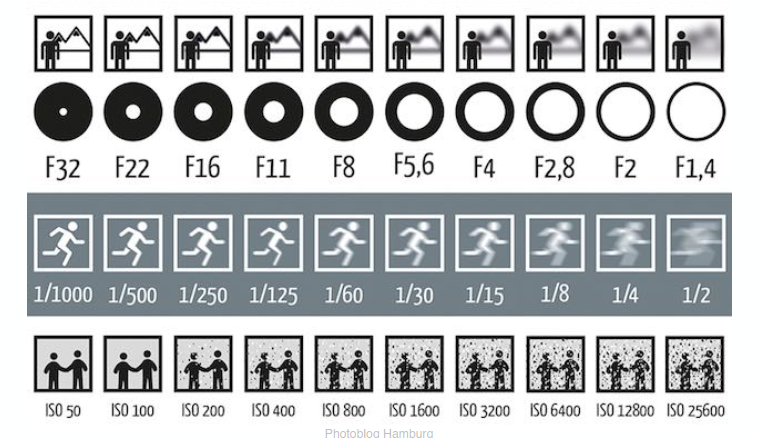 F32 F22 F16 F11 F8 F5,6 F4 F2,8 F2 F1,4
1/1000 1/500 1/250 1/125 1/60 1/30 1/15 1/8 1/4 1/2
ISO 50 ISO 100 ISO 200 ISO 400 ISO 800 ISO 1600 ISO 3200 ISO 6400 ISO 12800 ISO 25600
Photoblog Hamburg